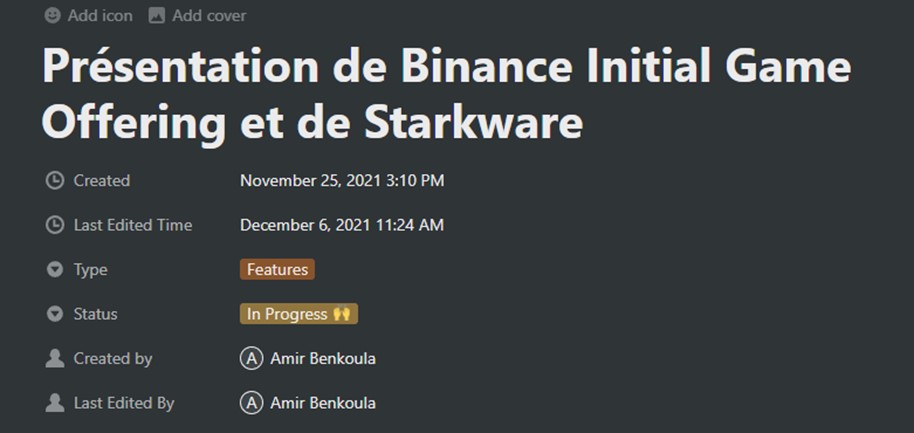 Add icon Add cover
Présentation de Binance Initial Game
Offering et de Starkware
Created November 25, 2021 3:10 PM
Last Edited Time December 6, 2021 11:24 AM
Type Features
Status In Progress 🙌
Created by A Amir Benkoula
Last Edited By A Amir Benkoula